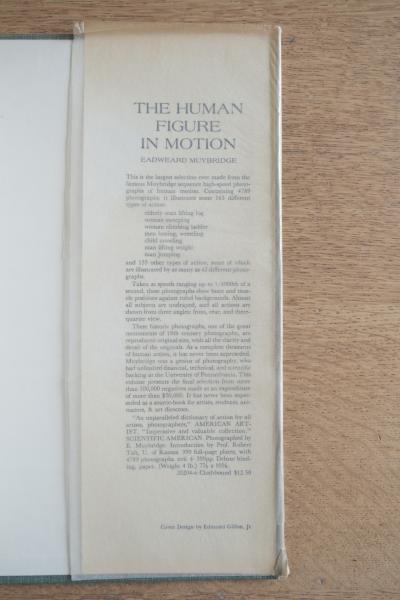 THE HUMAN
FIGURE
IN MOTION
EADWEARD MUYBRIDGE
This is the largest selection ever made from the
famous Muybridge sequence high-speed photo-
graphs of human motion. Containing 4789
photographs, it illustrates some 163 different
types of action:
elderly man lifting log
woman sweeping
woman climbing ladder
men boxing, wrestling
child crawling
man lifting weight
man jumping
and 155 other types of action, some of which
are illustrated by as many as 62 different photo-
graphs.
Taken at speeds ranging up to 1/6000th of a
second, these photographs show bone and mus-
cle positions against ruled backgrounds. Almost
all subjects are undraped, and all actions are
shown from three angles: front, rear, and three-
quarter view.
These historic photographs, one of the great
monuments of 19th century photography, are
reproduced original size, with all the clarity and
detail of the originals. As a complete thesaurus
of human action, it has never been superseded.
Muybridge was a genius of photography, who
had unlimited financial, technical, and scientific
backing at the University of Pennsylvania. This
volume presents the final selection from more
than 100,000 negatives made at an expenditure
of more than $50,000. It has never been super-
seded as a source-book for artists, students, ani-
mators, & art directors.
"An unparalleled dictionary of action for all
artists, photographers," AMERICAN ART-
IST. "Impressive and valuable collection,"
SCIENTIFIC AMERICAN. Photographed by
E. Muybridge. Introduction by Prof. Robert
Taft, U. of Kansas. 390 full-page plates, with
4789 photographs. xvii + 390pp. Deluxe bind-
ing, paper. (Weight 4 lb.) 7⅞ x 10⅝.
20204-6 Clothbound $12.50
Cover Design by Edmund Gillon, Jr.